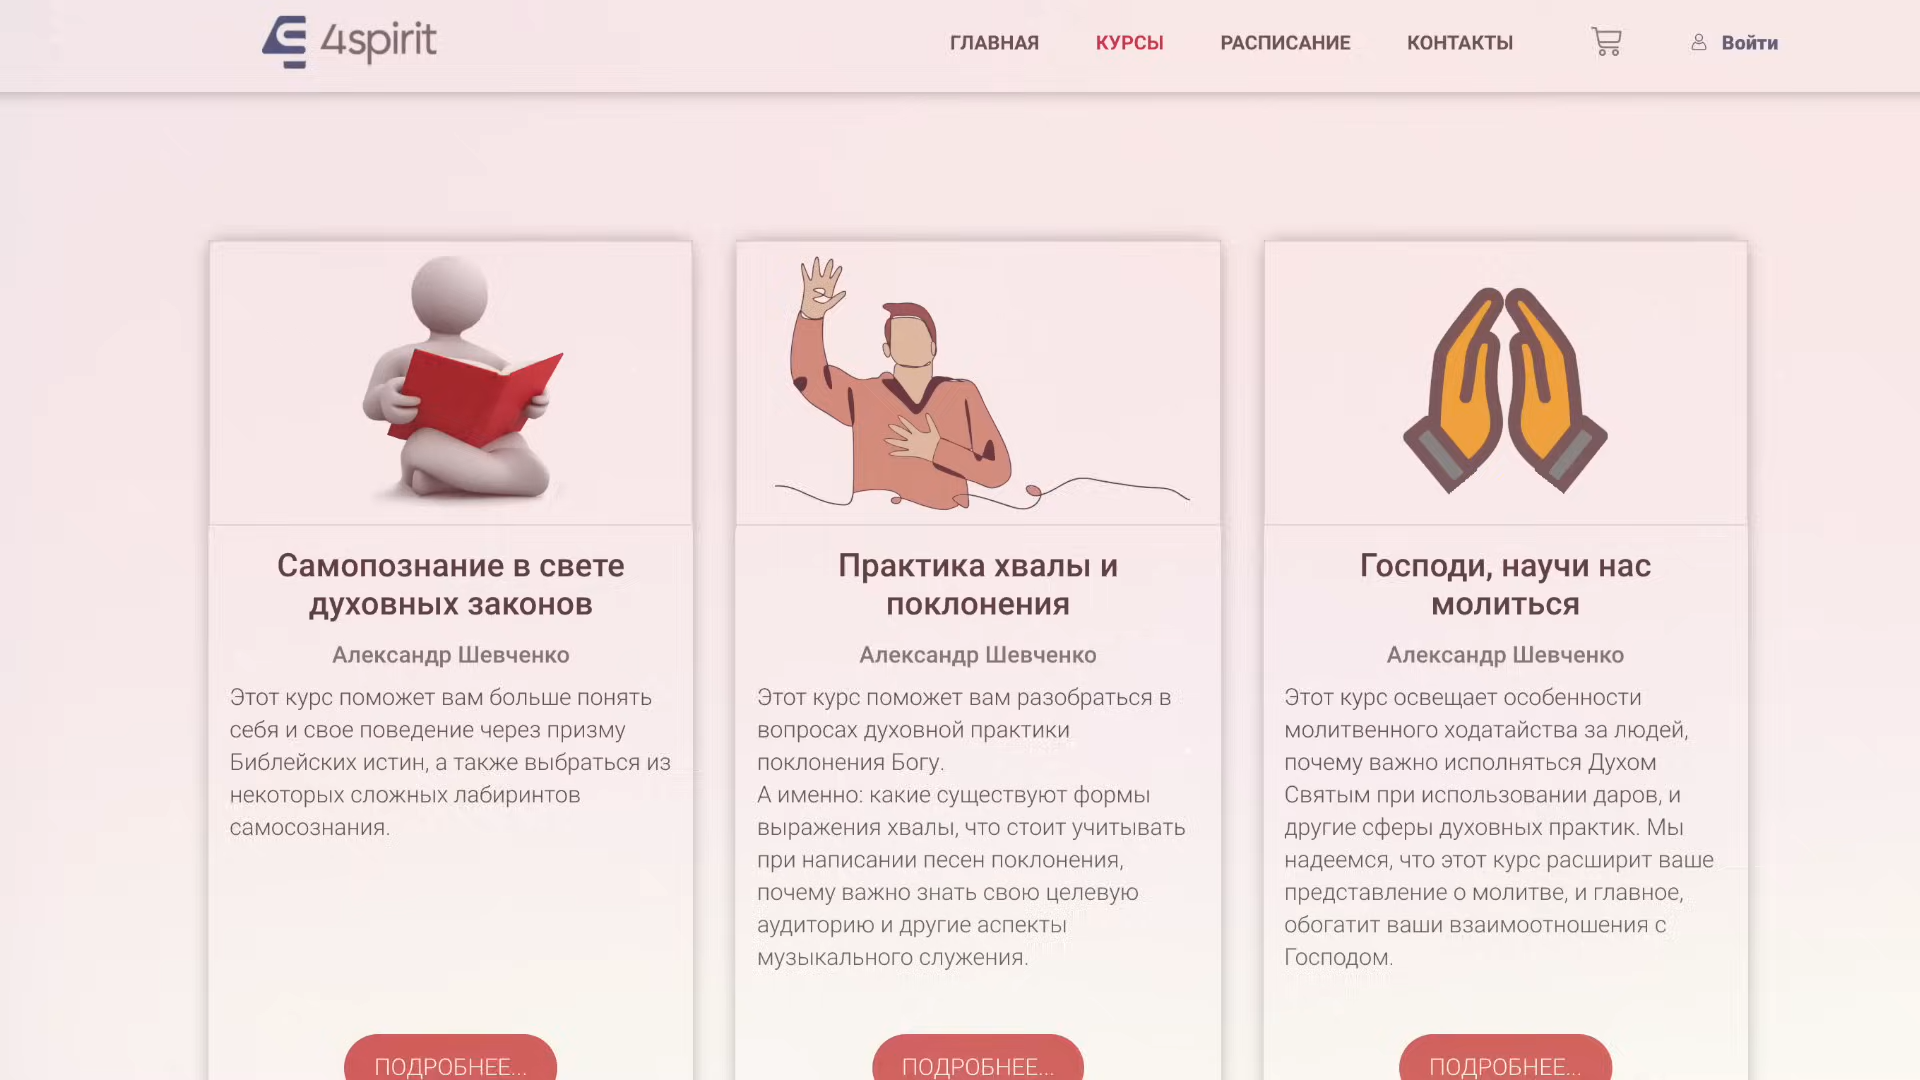 4spirit
ГЛАВНАЯ
КУРСЫ
РАСПИСАНИЕ
КОНТАКТЫ
Войти
Самопознание в свете
духовных законов
Александр Шевченко
Этот курс поможет вам больше понять
себя и свое поведение через призму
Библейских истин, а также выбраться из
некоторых сложных лабиринтов
самосознания.
ПОДРОБНЕЕ...
Практика хвалы и
поклонения
Александр Шевченко
Этот курс поможет вам разобраться в
вопросах духовной практики
поклонения Богу.
А именно: какие существуют формы
выражения хвалы, что стоит учитывать
при написании песен поклонения,
почему важно знать свою целевую
аудиторию и другие аспекты
музыкального служения.
ПОДРОБНЕЕ...
Господи, научи нас
молиться
Александр Шевченко
Этот курс освещает особенности
молитвенного ходатайства за людей,
почему важно исполняться Духом
Святым при использовании даров, и
другие сферы духовных практик. Мы
надеемся, что этот курс расширит ваше
представление о молитве, и главное,
обогатит ваши взаимоотношения с
Господом.
ПОДРОБНЕЕ...